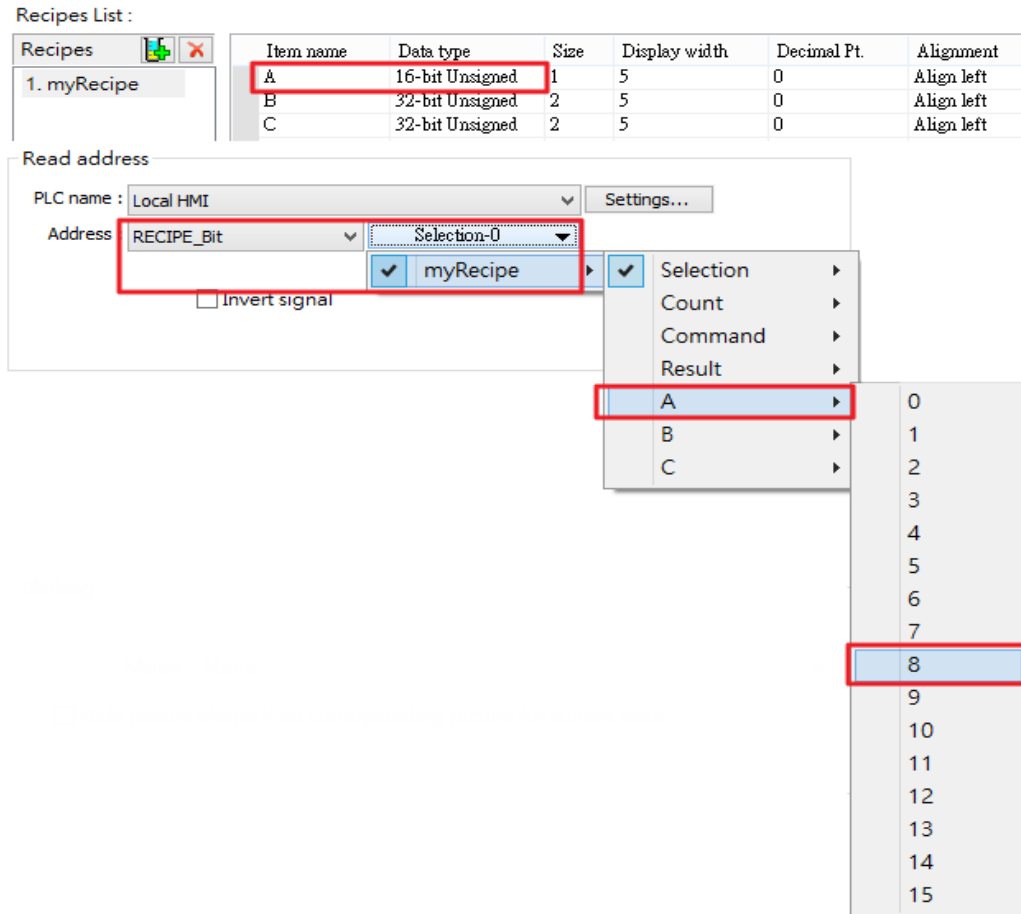 Recipes List :
Recipes
Item name Data type Size Display width Decimal Pt. Alignment
1. myRecipe
A 16-bit Unsigned 1 5 0 Align left
B 32-bit Unsigned 2 5 0 Align left
C 32-bit Unsigned 2 5 0 Align left
Read address
PLC name : Local HMI Settings...
Address RECIPE_Bit Selection-0
myRecipe
Invert signal
Selection
Count
Command
Result
A
B
C
0
1
2
3
4
5
6
7
8
9
10
11
12
13
14
15